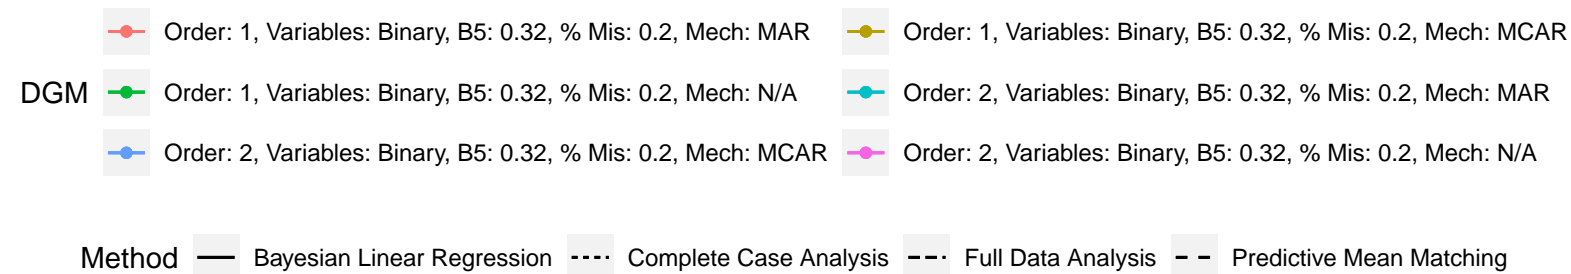 Order: 1, Variables: Binary, B5: 0.32, % Mis: 0.2, Mech: MAR Order: 1, Variables: Binary, B5: 0.32, % Mis: 0.2, Mech: MCAR
DGM Order: 1, Variables: Binary, B5: 0.32, % Mis: 0.2, Mech: N/A Order: 2, Variables: Binary, B5: 0.32, % Mis: 0.2, Mech: MAR
Order: 2, Variables: Binary, B5: 0.32, % Mis: 0.2, Mech: MCAR Order: 2, Variables: Binary, B5: 0.32, % Mis: 0.2, Mech: N/A
Method Bayesian Linear Regression Complete Case Analysis Full Data Analysis Predictive Mean Matching